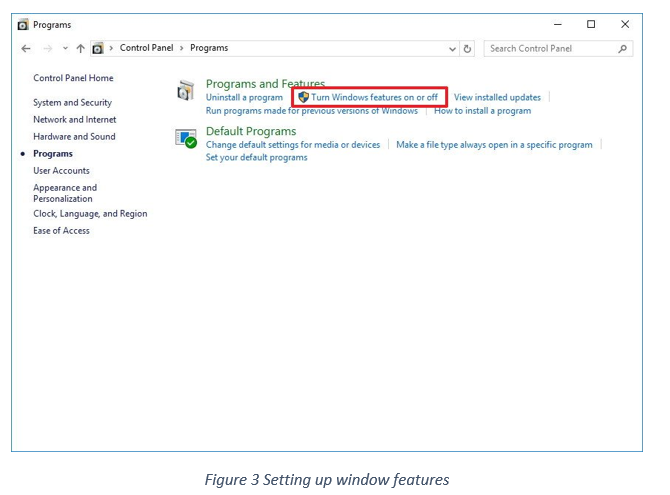 Programs
Control Panel > Programs
Search Control Panel
Control Panel Home
System and Security
Network and Internet
Hardware and Sound
Programs
User Accounts
Appearance and
Personalization
Clock, Language, and Region
Ease of Access
Programs and Features
Uninstall a program
Turn Windows features on or off
View installed updates
Run programs made for previous versions of Windows
How to install a program
Default Programs
Change default settings for media or devices
Make a file type always open in a specific program
Set your default programs
Figure 3 Setting up window features